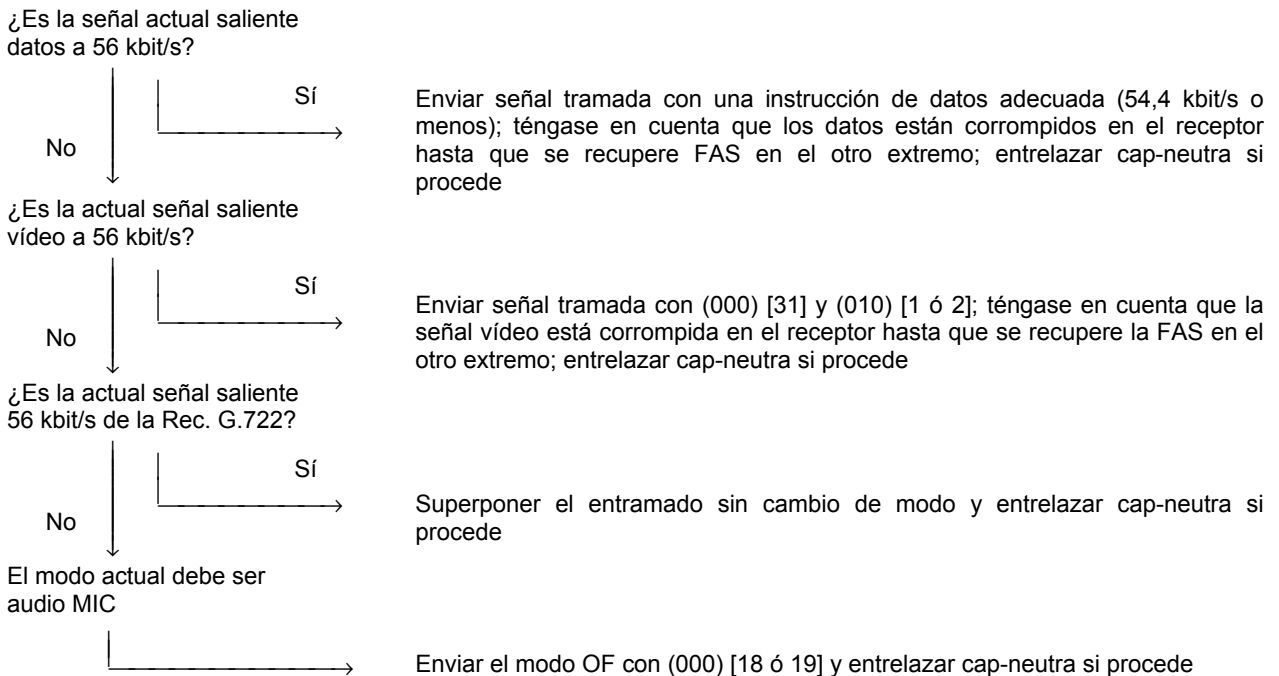 ¿Es la señal actual saliente
datos a 56 kbit/s?
Sí
No
Enviar señal tramada con una instrucción de datos adecuada (54,4 kbit/s o
menos); téngase en cuenta que los datos están corrompidos en el receptor
hasta que se recupere FAS en el otro extremo; entrelazar cap-neutra si
procede
¿Es la actual señal saliente
vídeo a 56 kbit/s?
Sí
No
Enviar señal tramada con (000) [31] y (010) [1 ó 2]; téngase en cuenta que la
señal vídeo está corrompida en el receptor hasta que se recupere la FAS en el
otro extremo; entrelazar cap-neutra si procede
¿Es la actual señal saliente
56 kbit/s de la Rec. G.722?
Sí
No
Superponer el entramado sin cambio de modo y entrelazar cap-neutra si
procede
El modo actual debe ser
audio MIC
Enviar el modo OF con (000) [18 ó 19] y entrelazar cap-neutra si procede